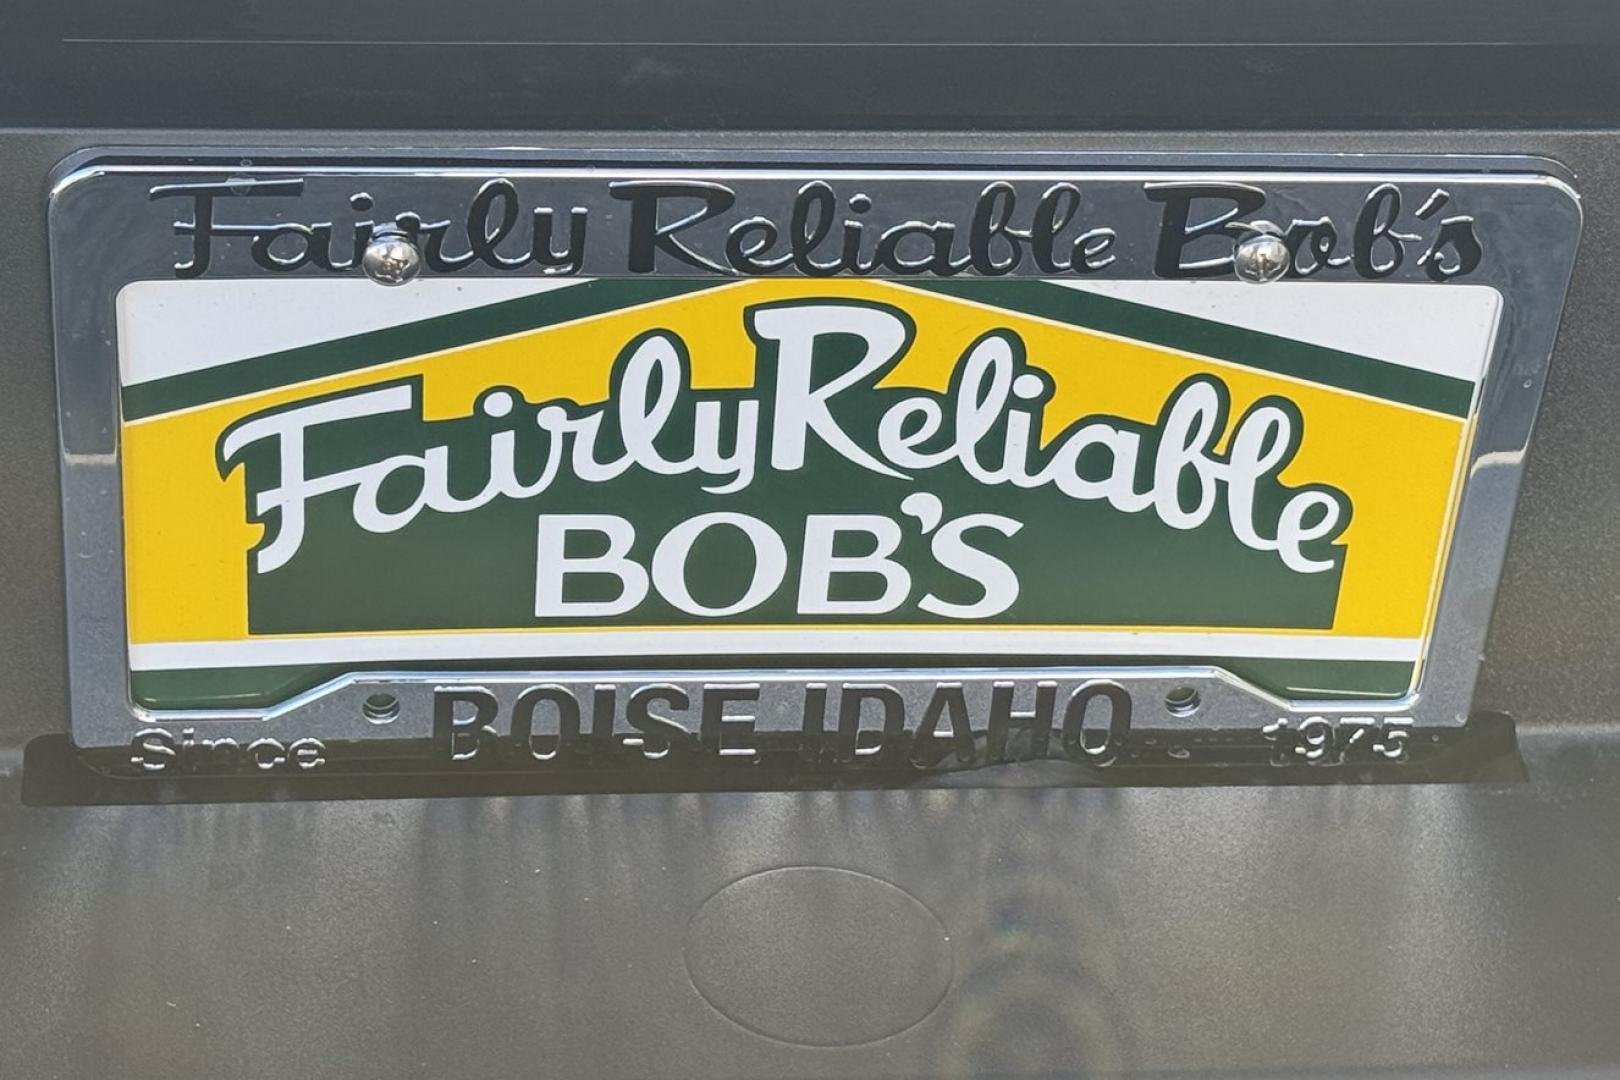 Fairly Reliable Bob's
Fairly Reliable
BOB'S
Since BOISE IDAHO 1975